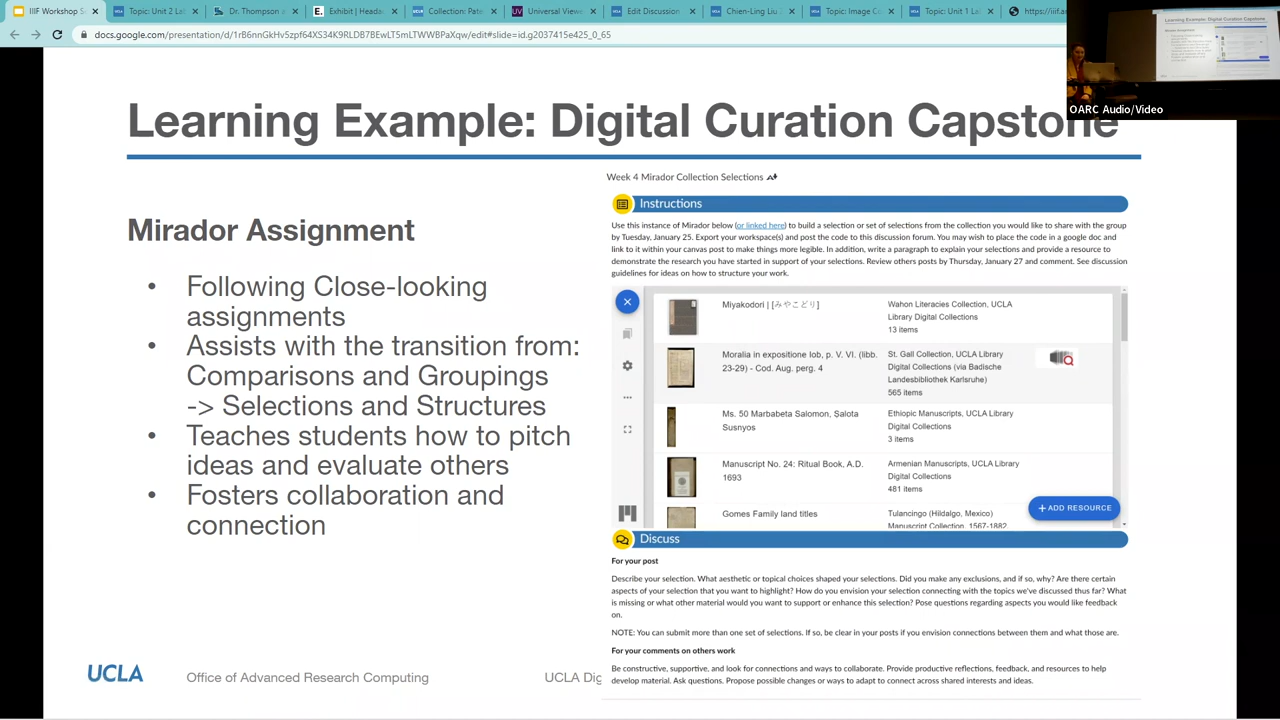 IIIF Workshop S
Topic Unit 2 L
Dr. Thompson i
Exhibit | Heade
Collection: Pate
Universal View
Edit Discussion
Chien-Ling Liu
Topic Image C
Topic Unit 1 L
https://iiif.
docs.google.com/presentation/d/1rB6nnGkHv5zpf64XS34K9RLDB7BEwLT5mLTWWBPaXqw/edit#slide=id.g2037415e425_0_65
OARC Audio/Video
Learning Example: Digital Curation Capstone
Mirador Assignment
• Following Close-looking
assignments
• Assists with the transition from:
Comparisons and Groupings
-> Selections and Structures
• Teaches students how to pitch
ideas and evaluate others
• Fosters collaboration and
connection
Week 4 Mirador Collection Selections
Instructions
Use this instance of Mirador below (or linked here) to build a selection or set of selections from the collection you would like to share with the group
by Tuesday, January 25. Export your workspace(s) and post the code to this discussion forum. You may wish to place the code in a google doc and
link to it within your canvas post to make things more legible. In addition, write a paragraph to explain your selections and provide a resource to
demonstrate the research you have started in support of your selections. Review others posts by Thursday, January 27 and comment. See discussion
guidelines for ideas on how to structure your work.
Miyakodori | [みやこどり]
Wahon Literacies Collection, UCLA
Library Digital Collections
13 items
Moralia in expositione Iob, p. V. VI. (libb.
23-29) - Cod. Aug. perg. 4
St. Gall Collection, UCLA Library
Digital Collections (via Badische
Landesbibliothek Karlsruhe)
565 items
Ms. 50 Marbabeta Salomon, Ṣalota
Susnyos
Ethiopic Manuscripts, UCLA Library
Digital Collections
3 items
Manuscript No. 24: Ritual Book, A.D.
1693
Armenian Manuscripts, UCLA Library
Digital Collections
481 items
Gomes Family land titles
Tulancingo (Hildalgo, Mexico)
Manuscript Collection, 1567-1882,
+ ADD RESOURCE
Discuss
For your post
Describe your selection. What aesthetic or topical choices shaped your selections. Did you make any exclusions, and if so, why? Are there certain
aspects of your selection that you want to highlight? How do you envision your selection connecting with the topics we've discussed thus far? What
is missing or what other material would you want to support or enhance this selection? Pose questions regarding aspects you would like feedback
on.
NOTE: You can submit more than one set of selections. If so, be clear in your posts if you envision connections between them and what those are.
For your comments on others work
Be constructive, supportive, and look for connections and ways to collaborate. Provide productive reflections, feedback, and resources to help
develop material. Ask questions. Propose possible changes or ways to adapt to connect across shared interests and ideas.
UCLA
Office of Advanced Research Computing
UCLA Dig